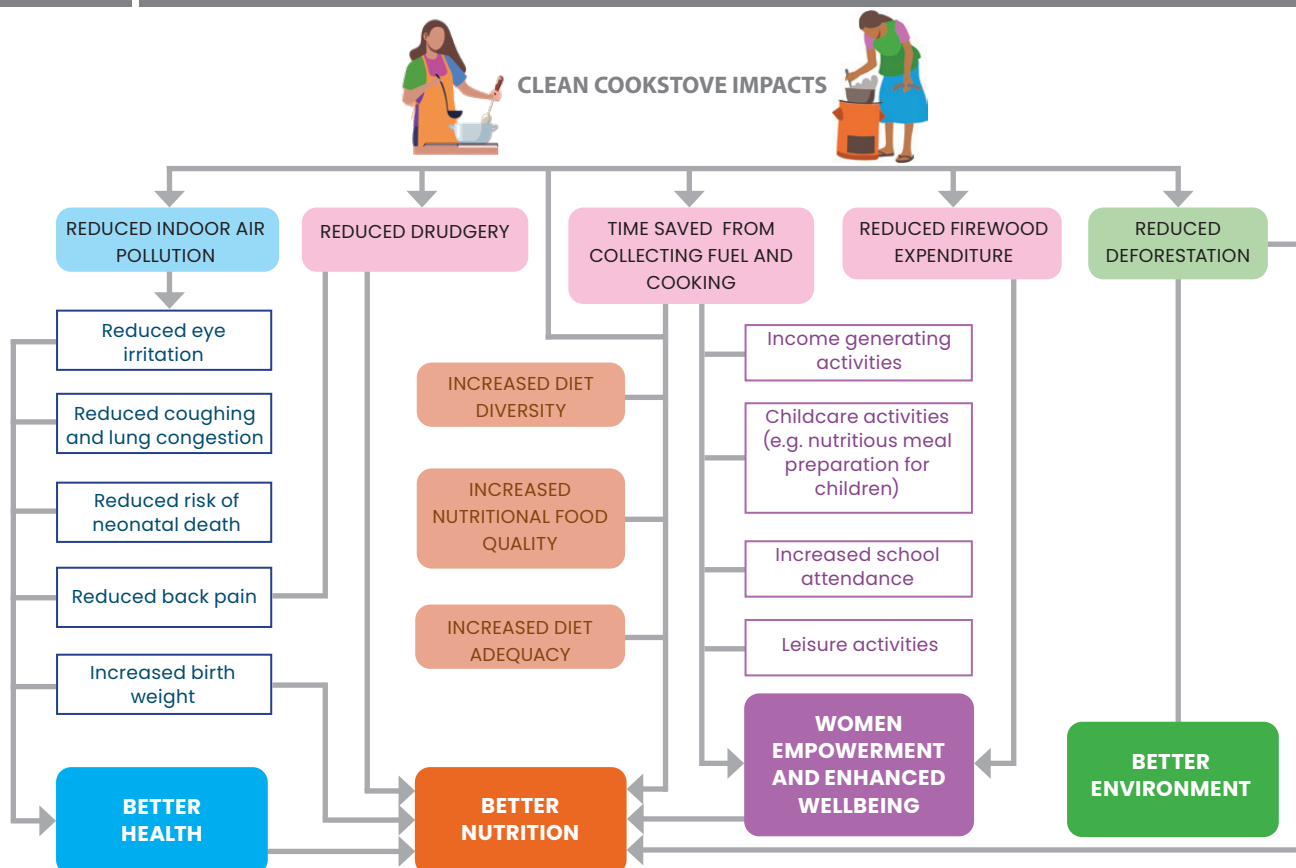 CLEAN COOKSTOVE IMPACTS
REDUCED INDOOR AIR
POLLUTION
REDUCED DRUDGERY
TIME SAVED FROM
COLLECTING FUEL AND
COOKING
REDUCED FIREWOOD
EXPENDITURE
REDUCED
DEFORESTATION
Reduced eye
irritation
Reduced coughing
and lung congestion
Reduced risk of
neonatal death
Reduced back pain
Increased birth
weight
INCREASED DIET
DIVERSITY
INCREASED
NUTRITIONAL FOOD
QUALITY
INCREASED DIET
ADEQUACY
Income generating
activities
Childcare activities
(e.g. nutritious meal
preparation for
children)
Increased school
attendance
Leisure activities
BETTER
HEALTH
BETTER
NUTRITION
WOMEN
EMPOWERMENT
AND ENHANCED
WELLBEING
BETTER
ENVIRONMENT